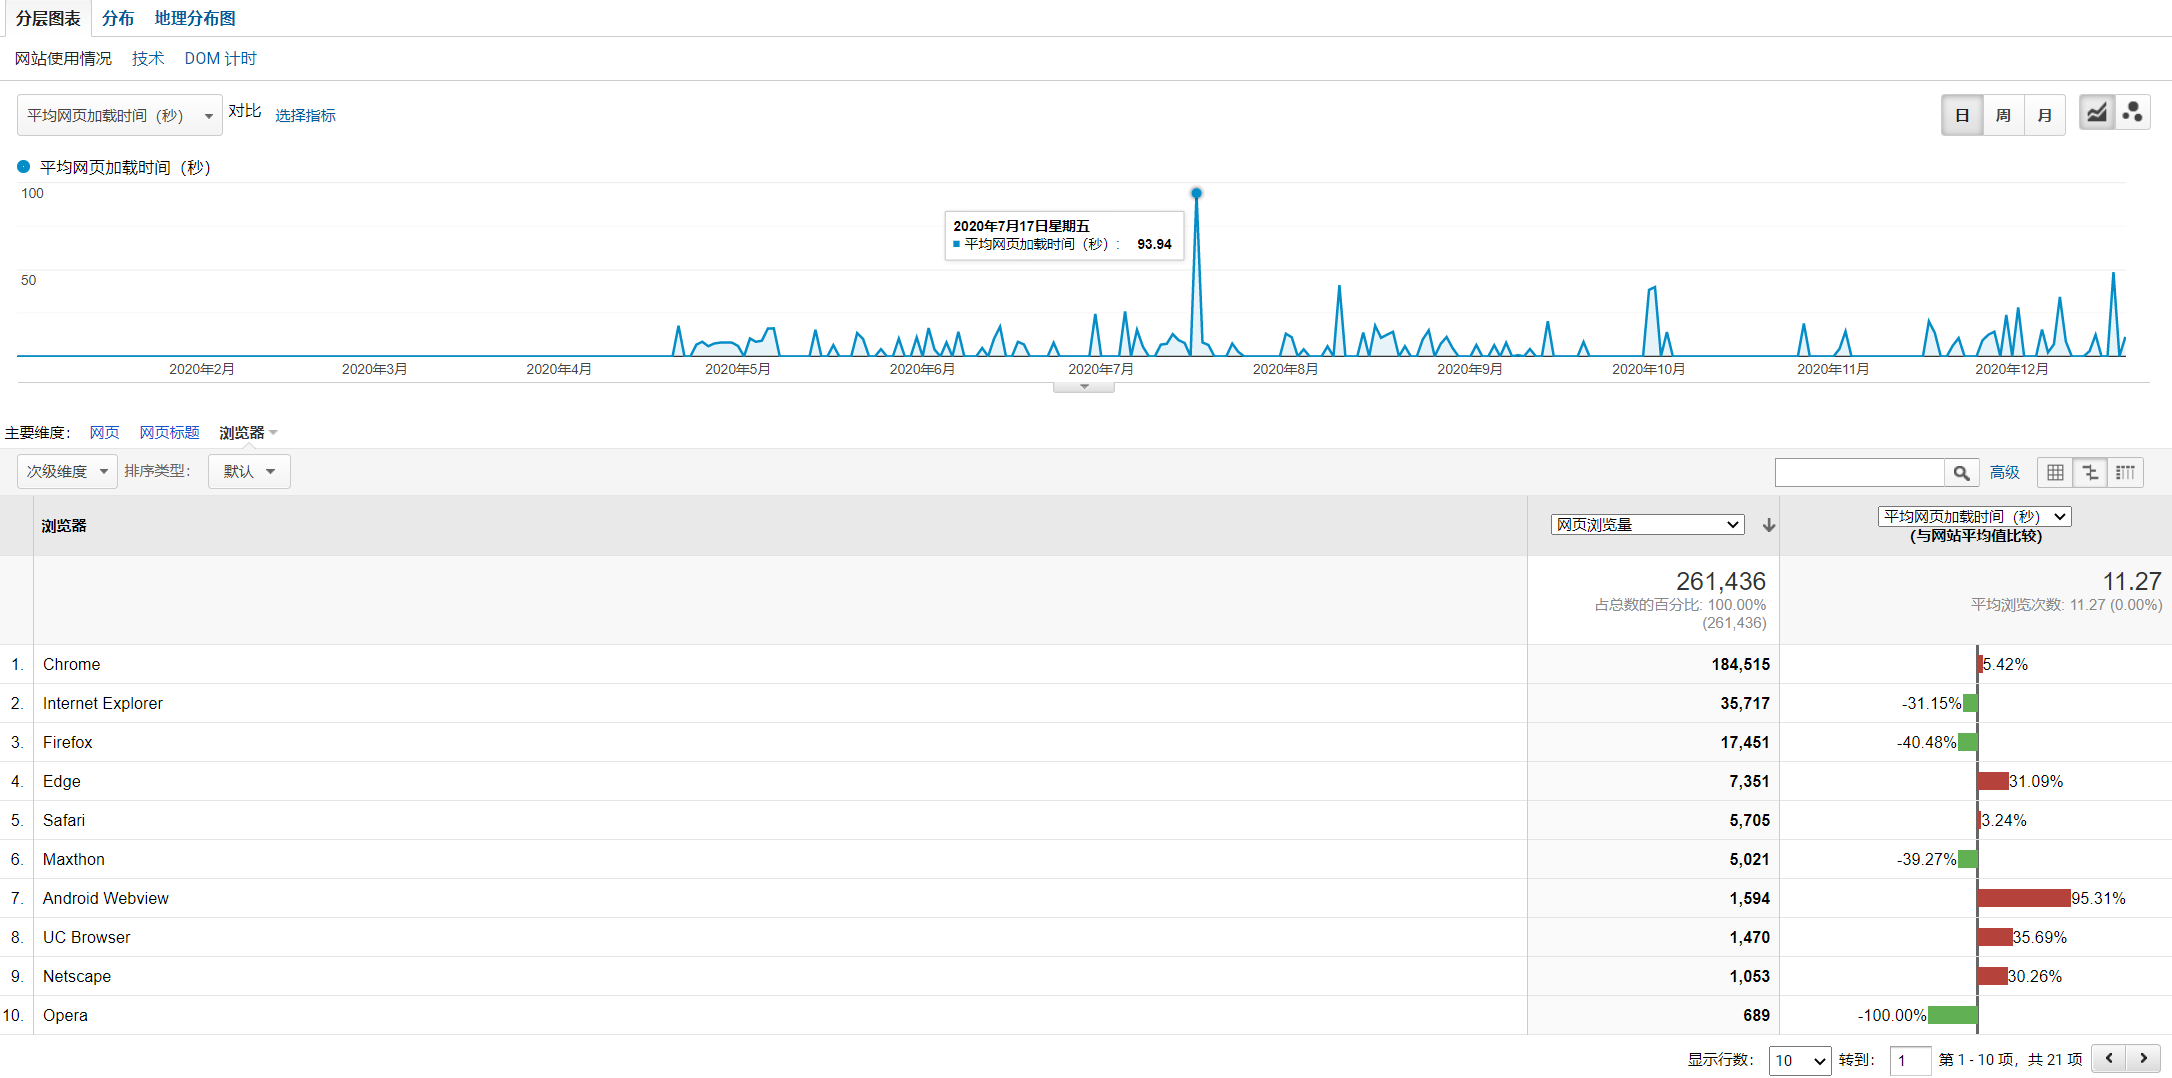 分层图表 分布 地理分布图
网站使用情况 技术 DOM 计时
平均网页加载时间（秒） 对比 选择指标 日 周 月
平均网页加载时间（秒）
100
2020年7月17日星期五
平均网页加载时间（秒）： 93.94
50
2020年2月 2020年3月 2020年4月 2020年5月 2020年6月 2020年7月 2020年8月 2020年9月 2020年10月 2020年11月 2020年12月
主要维度： 网页 网页标题 浏览器
次级维度 排序类型： 默认 高级
浏览器 网页浏览量 平均网页加载时间（秒）
(与网站平均值比较)
261,436 11.27
占总数的百分比: 100.00% 平均浏览次数: 11.27 (0.00%)
(261,436)
1. Chrome 184,515 5.42%
2. Internet Explorer 35,717 -31.15%
3. Firefox 17,451 -40.48%
4. Edge 7,351 31.09%
5. Safari 5,705 3.24%
6. Maxthon 5,021 -39.27%
7. Android Webview 1,594 95.31%
8. UC Browser 1,470 35.69%
9. Netscape 1,053 30.26%
10. Opera 689 -100.00%
显示行数： 10 转到： 1 第 1 - 10 项，共 21 项